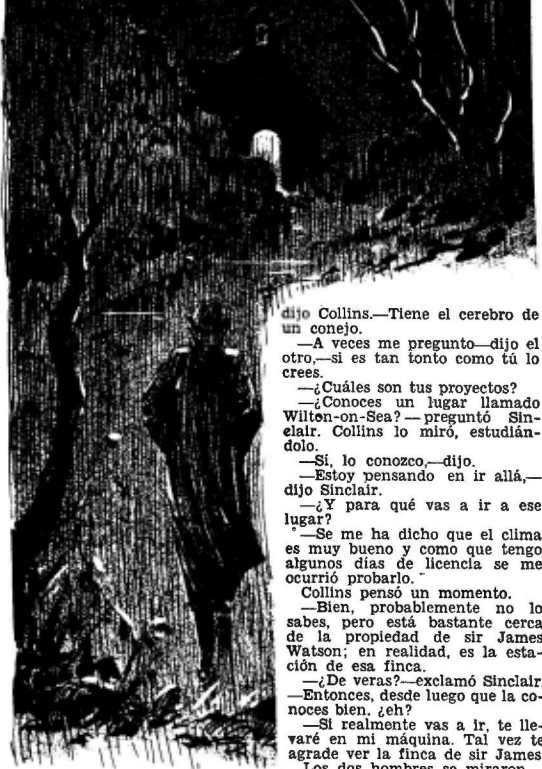 dijo Collins.—Tiene el cerebro de
un conejo.
—A veces me pregunto—dijo el
otro,—si es tan tonto como tú lo
crees.
—¿Cuáles son tus proyectos?
—¿Conoces un lugar llamado
Wilton-on-Sea? — preguntó Sin-
clair. Collins lo miró, estudián-
dolo.
—Sí, lo conozco,—dijo.
—Estoy pensando en ir allá,—
dijo Sinclair.
—¿Y para qué vas a ir a ese
lugar?
—Se me ha dicho que el clima
es muy bueno y como que tengo
algunos días de licencia se me
ocurrió probarlo.
Collins pensó un momento.
—Bien, probablemente no lo
sabes, pero está bastante cerca
de la propiedad de sir James
Watson; en realidad, es la esta-
ción de esa finca.
—¿De veras?—exclamó Sinclair.
—Entonces, desde luego que la co-
noces bien. ¿eh?
—Si realmente vas a ir, te lle-
varé en mi máquina. Tal vez te
agrade ver la finca de sir James
Los dos hombres se miraron